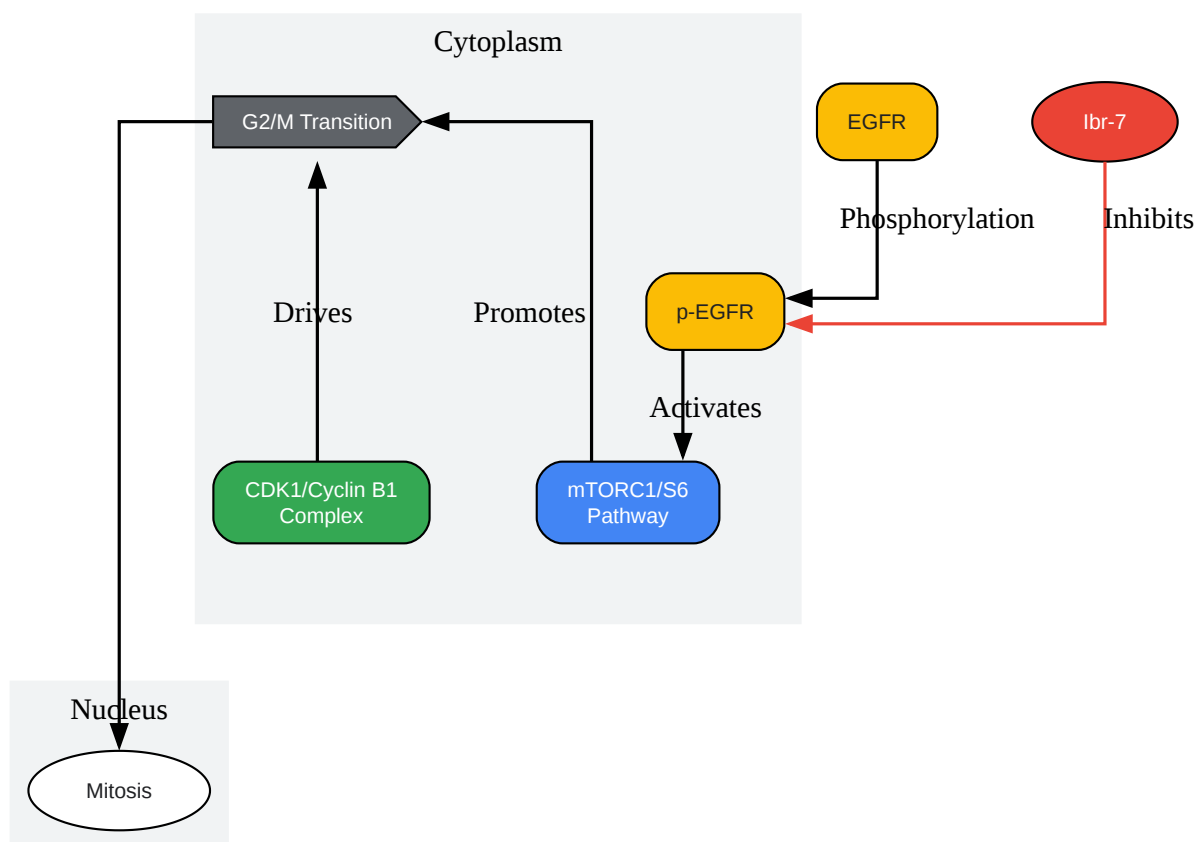 Cytoplasm
G2/M Transition
EGFR
Ibr-7
Phosphorylation
Inhibits
Drives
Promotes
p-EGFR
Activates
CDK1/Cyclin B1
Complex
mTORC1/S6
Pathway
Nucleus
Mitosis